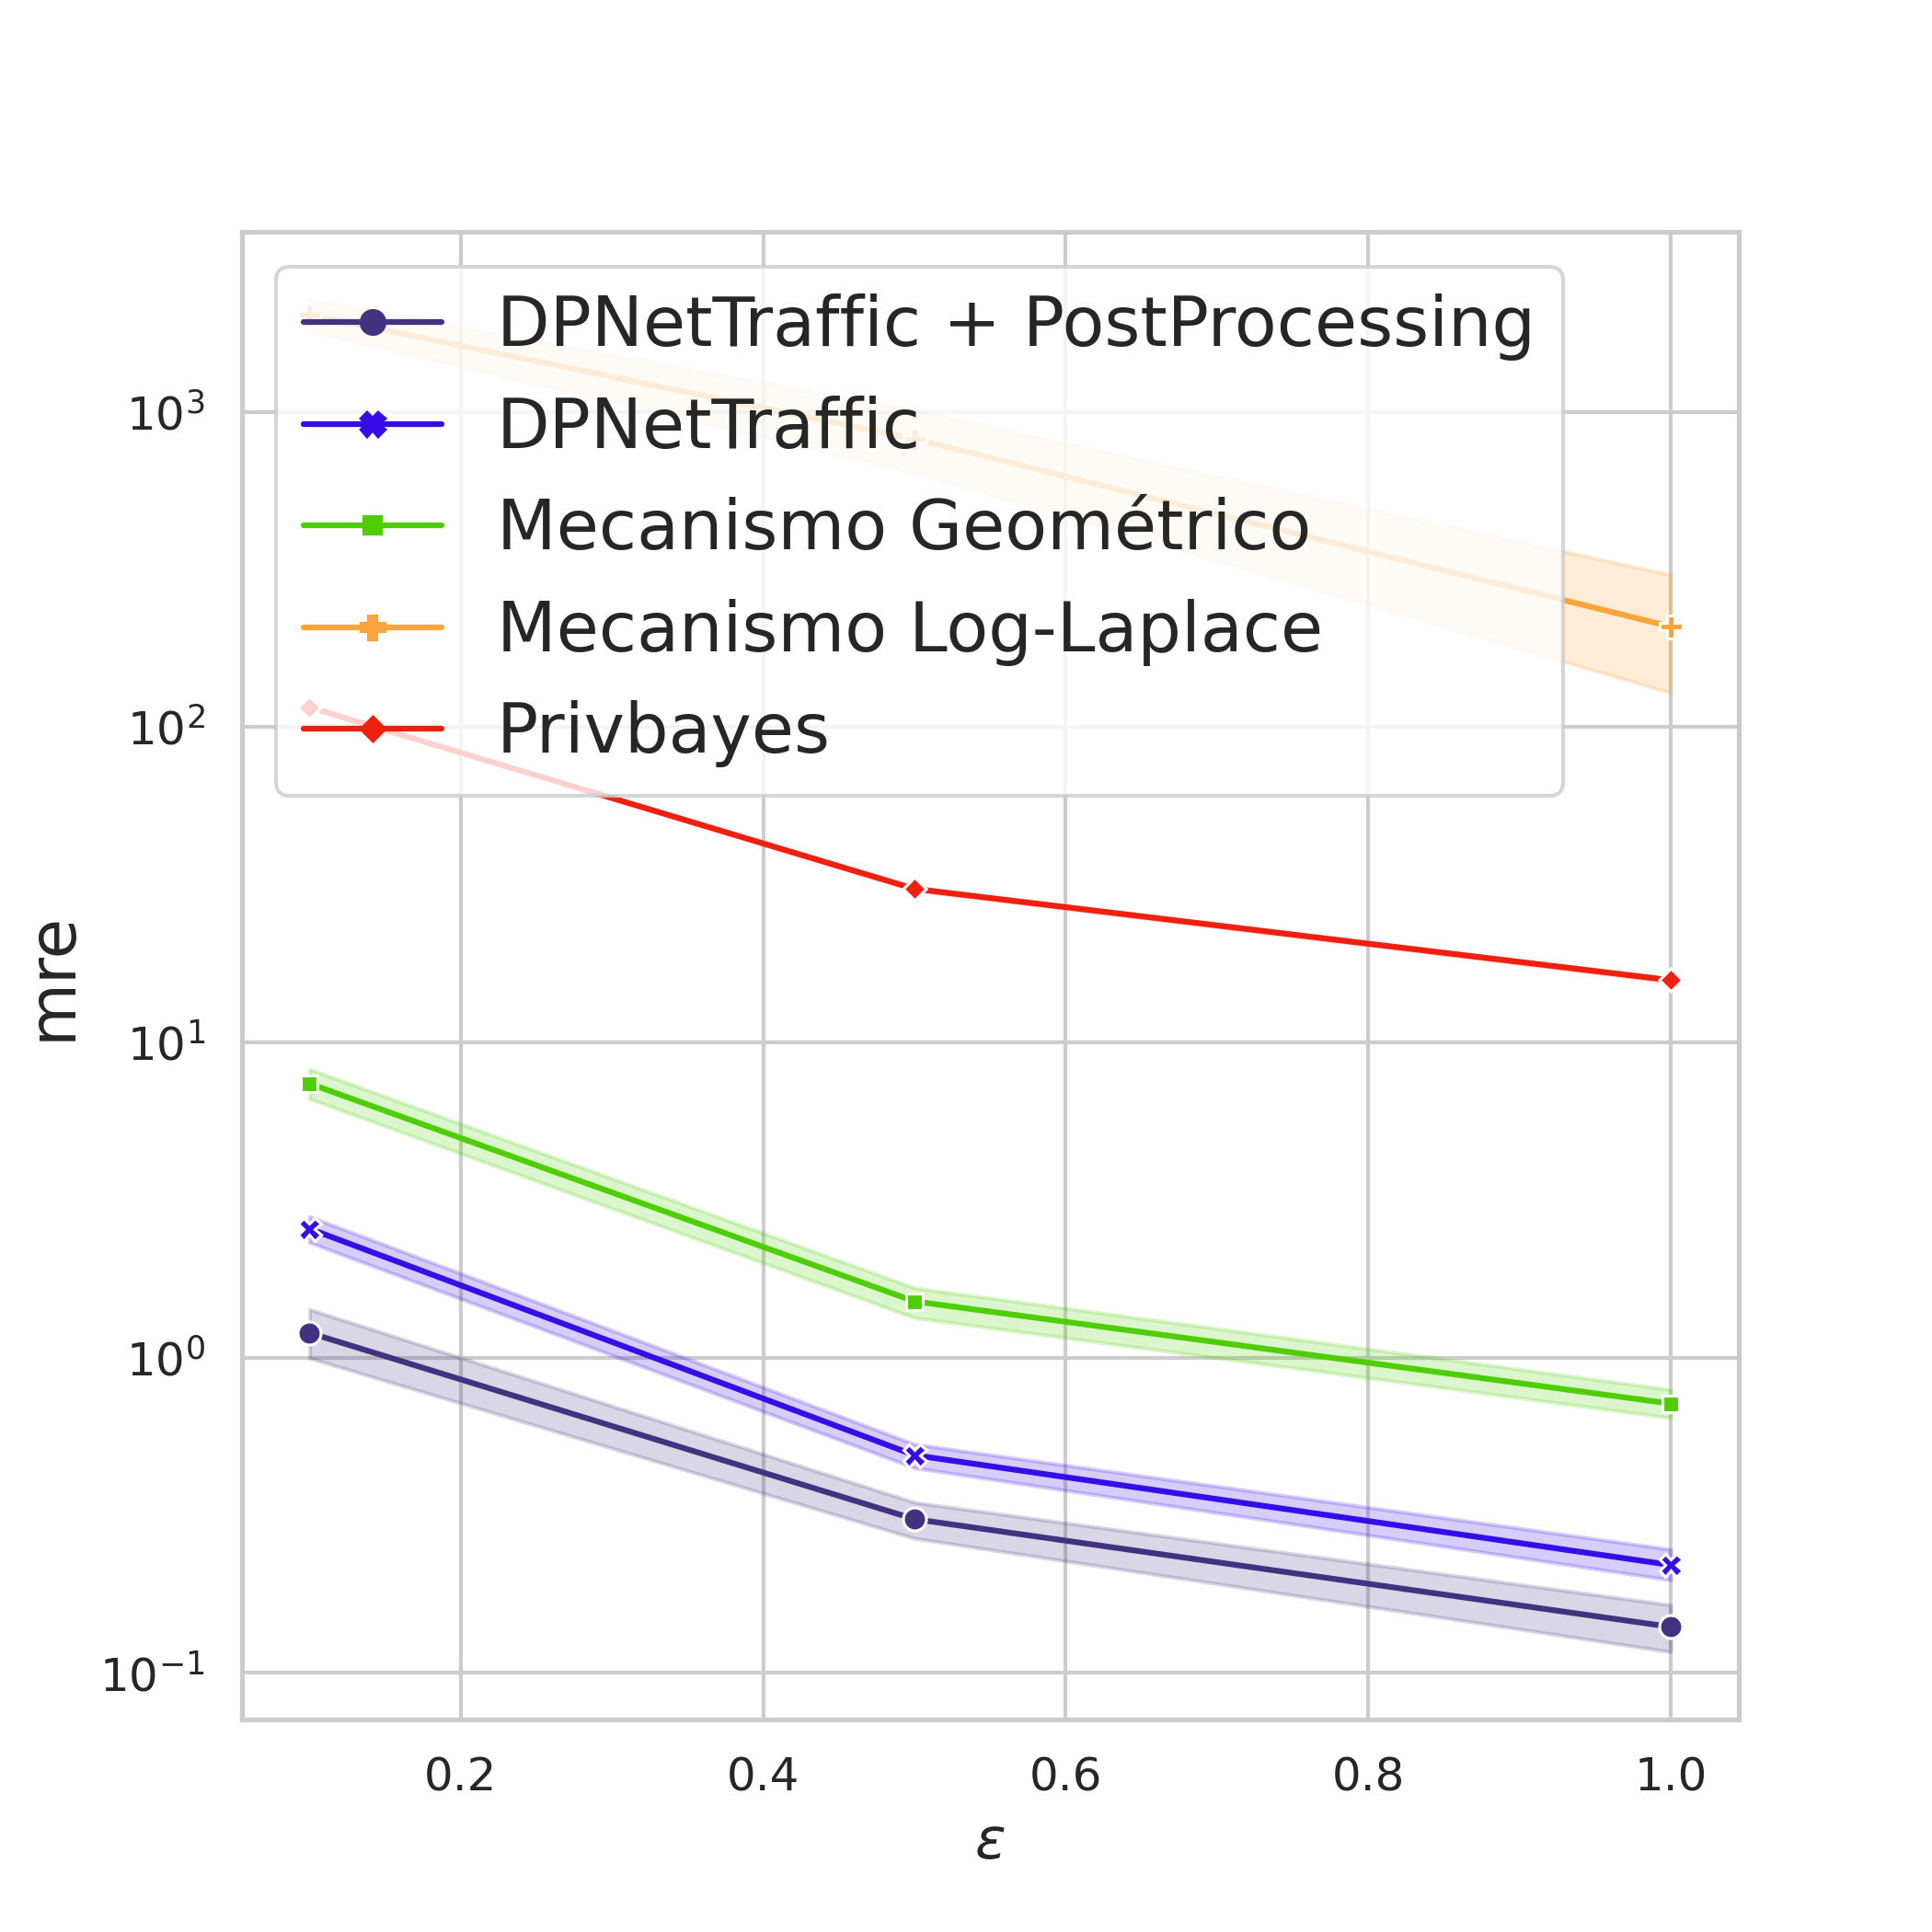 DPNetTraffic + PostProcessing
DPNetTraffic
Mecanismo Geométrico
Mecanismo Log-Laplace
Privbayes
10³
10²
10¹
10⁰
10⁻¹
mre
0.2 0.4 0.6 0.8 1.0
ε